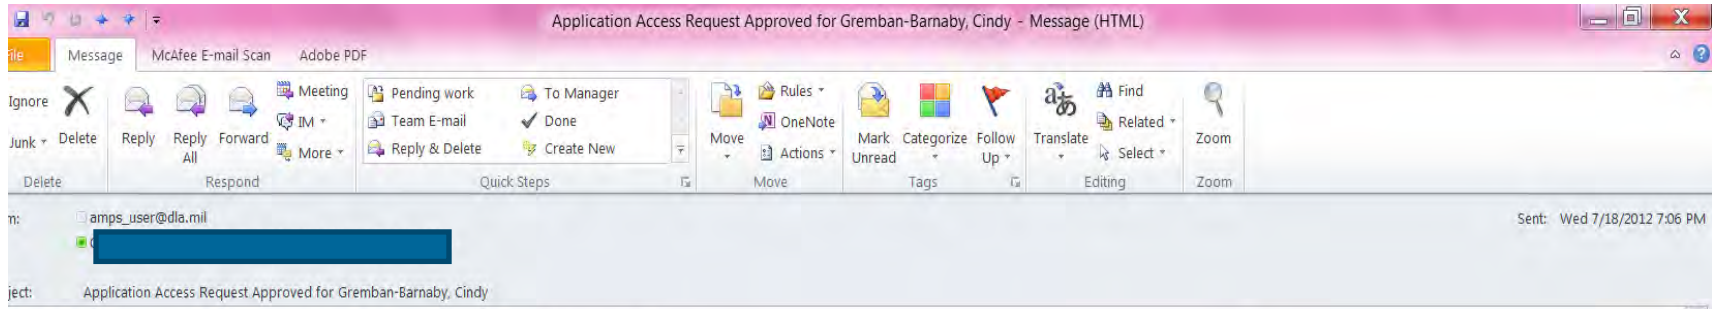 Application Access Request Approved for Gremban-Barnaby, Cindy - Message (HTML)
File Message McAfee E-mail Scan Adobe PDF
Ignore
Junk
Delete
Delete
Reply
Reply All
Forward
Meeting
IM
More
Respond
Pending work
Team E-mail
Reply & Delete
To Manager
Done
Create New
Quick Steps
Move
Rules
OneNote
Actions
Move
Mark
Unread
Categorize
Follow
Up
Tags
Translate
Find
Related
Select
Editing
Zoom
Zoom
m: amps_user@dla.mil
Sent: Wed 7/18/2012 7:06 PM
ject: Application Access Request Approved for Gremban-Barnaby, Cindy